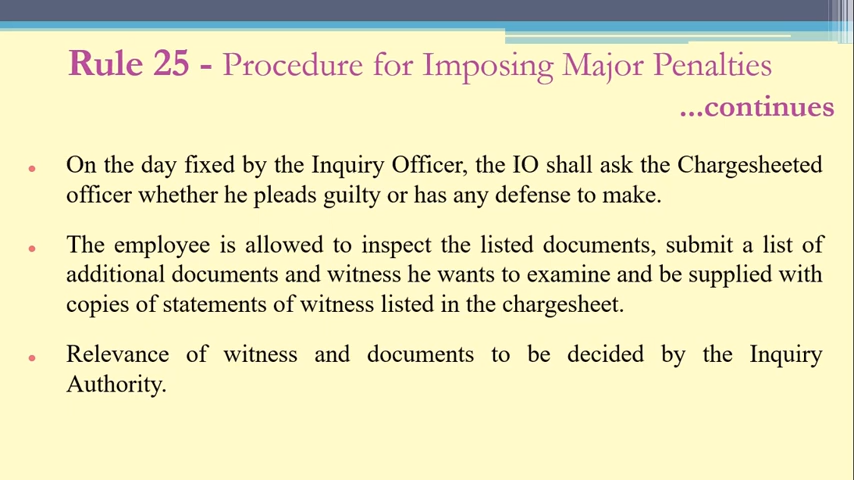 Rule 25 - Procedure for Imposing Major Penalties
...continues
• On the day fixed by the Inquiry Officer, the IO shall ask the Chargesheeted
officer whether he pleads guilty or has any defense to make.
• The employee is allowed to inspect the listed documents, submit a list of
additional documents and witness he wants to examine and be supplied with
copies of statements of witness listed in the chargesheet.
• Relevance of witness and documents to be decided by the Inquiry
Authority.